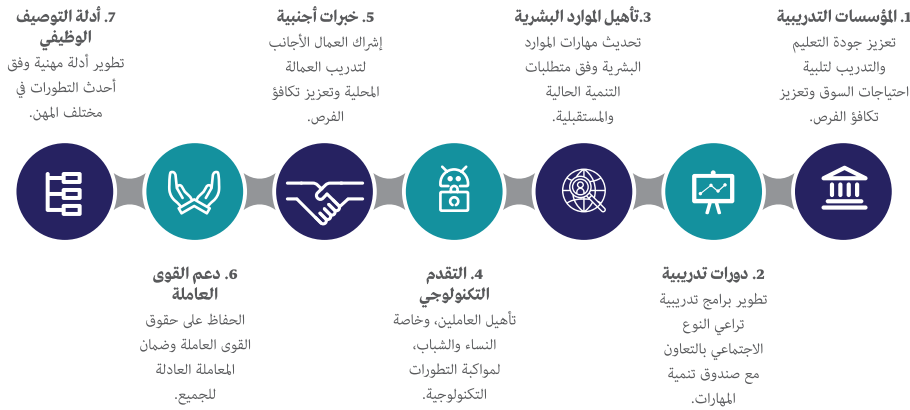 1. المؤسسات التدريبية
تعزيز جودة التعليم
والتدريب لتلبية
احتياجات السوق وتعزيز
تكافؤ الفرص.
2. دورات تدريبية
تطوير برامج تدريبية
تراعي النوع
الاجتماعي بالتعاون
مع صندوق تنمية
المهارات.
3.تأهيل الموارد البشرية
تحديث مهارات الموارد
البشرية وفق متطلبات
التنمية الحالية
والمستقبلية.
4. التقدم
التكنولوجي
تأهيل العاملين، وخاصة
النساء والشباب،
لمواكبة التطورات
التكنولوجية.
5. خبرات أجنبية
إشراك العمال الأجانب
لتدريب العمالة
المحلية وتعزيز تكافؤ
الفرص.
6. دعم القوى
العاملة
الحفاظ على حقوق
القوى العاملة وضمان
المعاملة العادلة
للجميع.
7. أدلة التوصيف
الوظيفي
تطوير أدلة مهنية وفق
أحدث التطورات في
مختلف المهن.